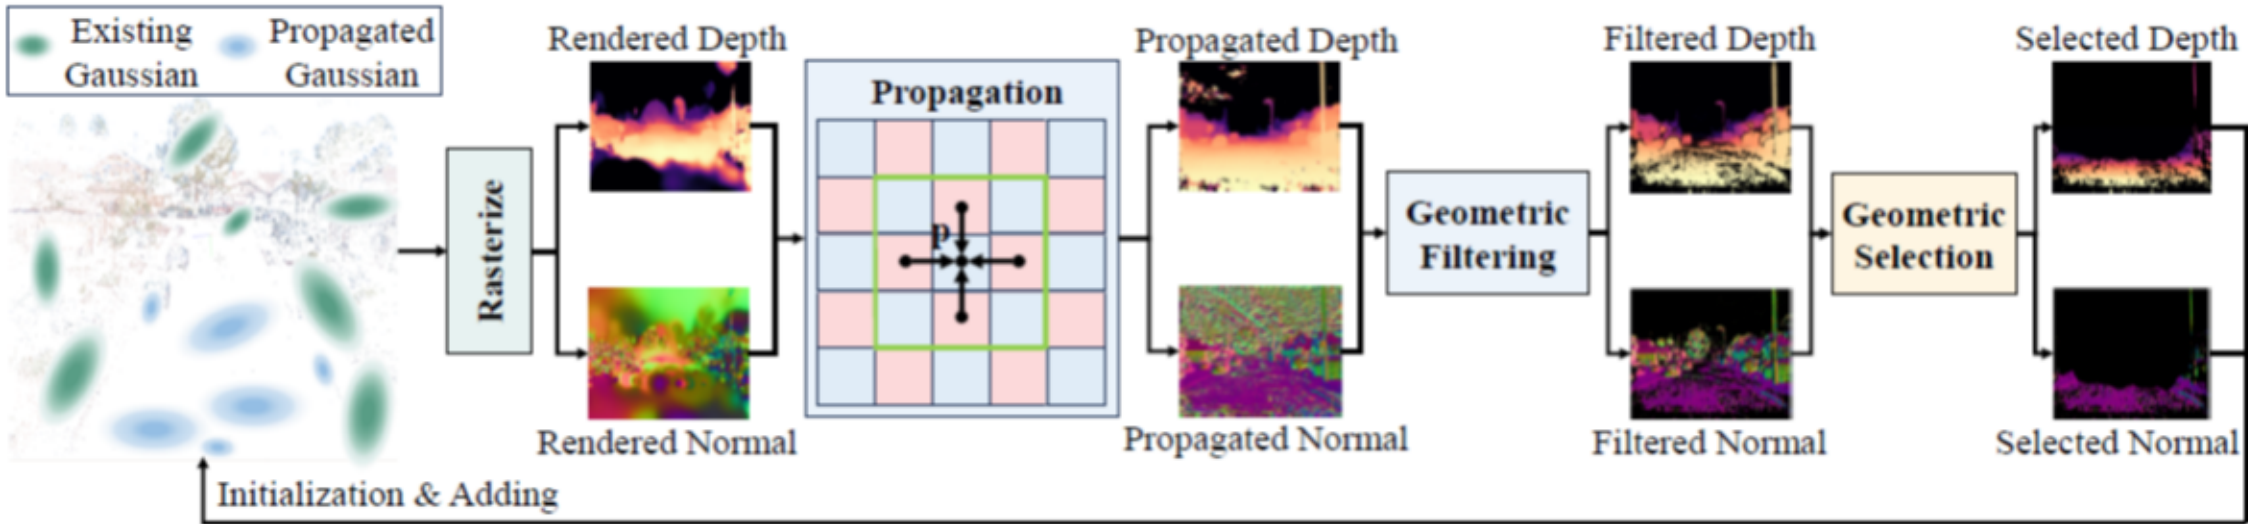 Existing
Gaussian
Propagated
Gaussian
Rendered Depth
Propagated Depth
Filtered Depth
Selected Depth
Propagation
p
Rasterize
Geometric
Filtering
Geometric
Selection
Rendered Normal
Propagated Normal
Filtered Normal
Selected Normal
Initialization & Adding